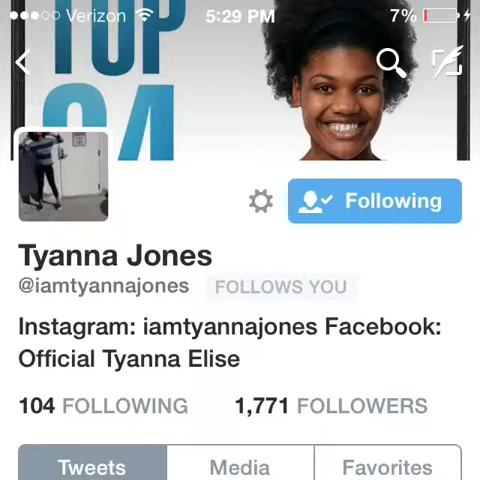 Verizon 5:29 PM 7%
TOP
24
Following
Tyanna Jones
@iamtyannajones FOLLOWS YOU
Instagram: iamtyannajones Facebook:
Official Tyanna Elise
104 FOLLOWING 1,771 FOLLOWERS
Tweets Media Favorites